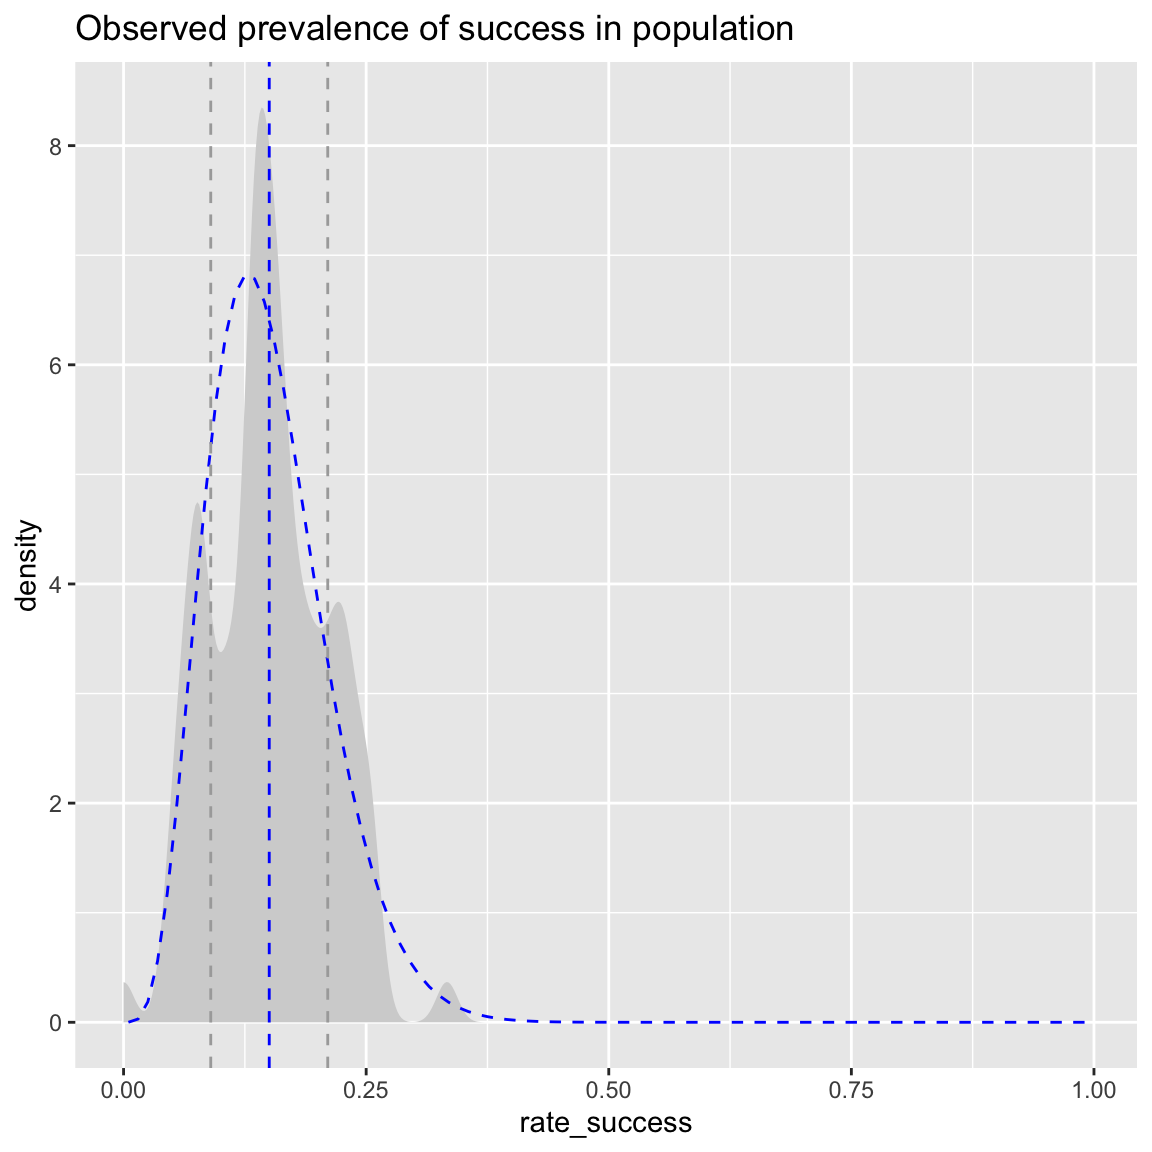 Observed prevalence of success in population
density
8
6
4
2
0
0.00 0.25 0.50 0.75 1.00
rate_success